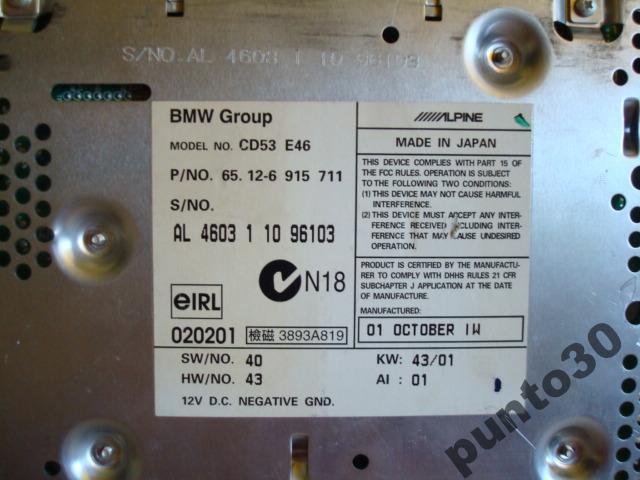 S/NO. AL 4603 1 10 96103
BMW Group
MODEL NO. CD53 E46
P/NO. 65. 12-6 915 711
S/NO.
AL 4603 1 10 96103
N18
eIRL
020201 檢磁 3893A819
SW/NO. 40
HW/NO. 43
12V D.C. NEGATIVE GND.
ALPINE
MADE IN JAPAN
THIS DEVICE COMPLIES WITH PART 15 OF
THE FCC RULES. OPERATION IS SUBJECT
TO THE FOLLOWING TWO CONDITIONS:
(1) THIS DEVICE MAY NOT CAUSE HARMFUL
INTERFERENCE.
(2) THIS DEVICE MUST ACCEPT ANY INTER-
FERENCE RECEIVED INCLUDING INTER-
FERENCE THAT MAY CAUSE UNDESIRED
OPERATION.
PRODUCT IS CERTIFIED BY THE MANUFACTU-
RER TO COMPLY WITH DHHS RULES 21 CFR
SUBCHAPTER J APPLICATION AT THE DATE
OF MANUFACTURE.
MANUFACTURED:
01 OCTOBER 1W
KW: 43/01
AI : 01
punto30